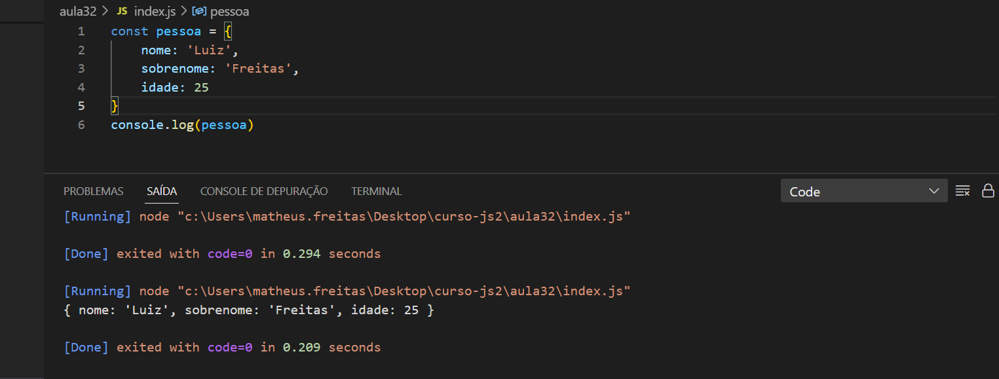 aula32 > JS index.js > pessoa
1 const pessoa = {
2     nome: 'Luiz',
3     sobrenome: 'Freitas',
4     idade: 25
5 }
6 console.log(pessoa)
PROBLEMAS SAÍDA CONSOLE DE DEPURAÇÃO TERMINAL Code
[Running] node "c:\Users\matheus.freitas\Desktop\curso-js2\aula32\index.js"
[Done] exited with code=0 in 0.294 seconds
[Running] node "c:\Users\matheus.freitas\Desktop\curso-js2\aula32\index.js"
{ nome: 'Luiz', sobrenome: 'Freitas', idade: 25 }
[Done] exited with code=0 in 0.209 seconds